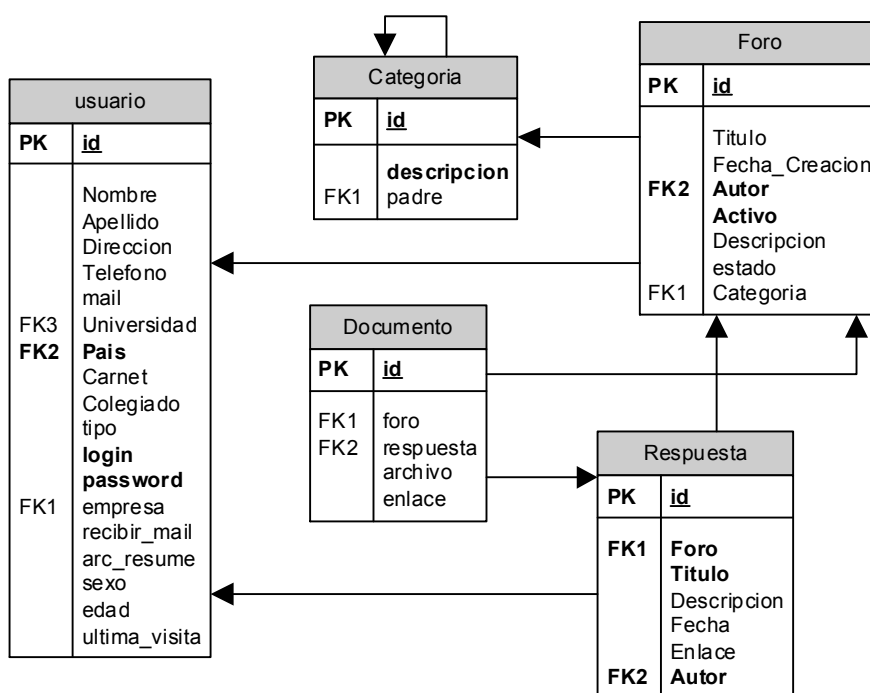 usuario
PK id
Nombre
Apellido
Direccion
Telefono
mail
FK3 Universidad
FK2 Pais
Carnet
Colegiado
tipo
login
password
FK1 empresa
recibir_mail
arc_resume
sexo
edad
ultima_visita
Categoria
PK id
descripcion
FK1 padre
Foro
PK id
Titulo
Fecha_Creacion
FK2 Autor
Activo
Descripcion
estado
FK1 Categoria
Documento
PK id
FK1 foro
FK2 respuesta
archivo
enlace
Respuesta
PK id
FK1 Foro
Titulo
Descripcion
Fecha
Enlace
FK2 Autor